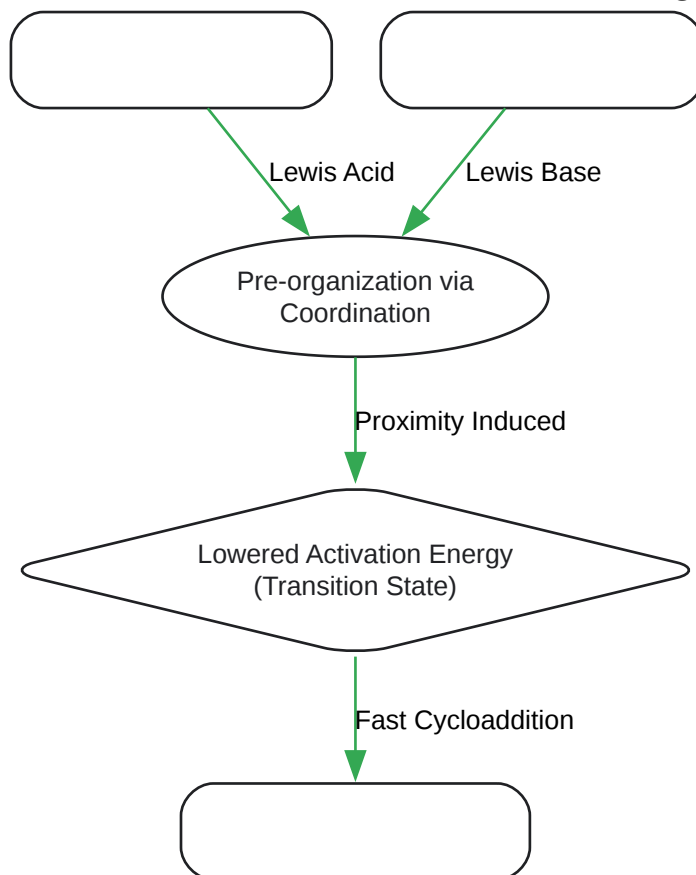 Lewis Acid
Lewis Base
Pre-organization via
Coordination
Proximity Induced
Lowered Activation Energy
(Transition State)
Fast Cycloaddition